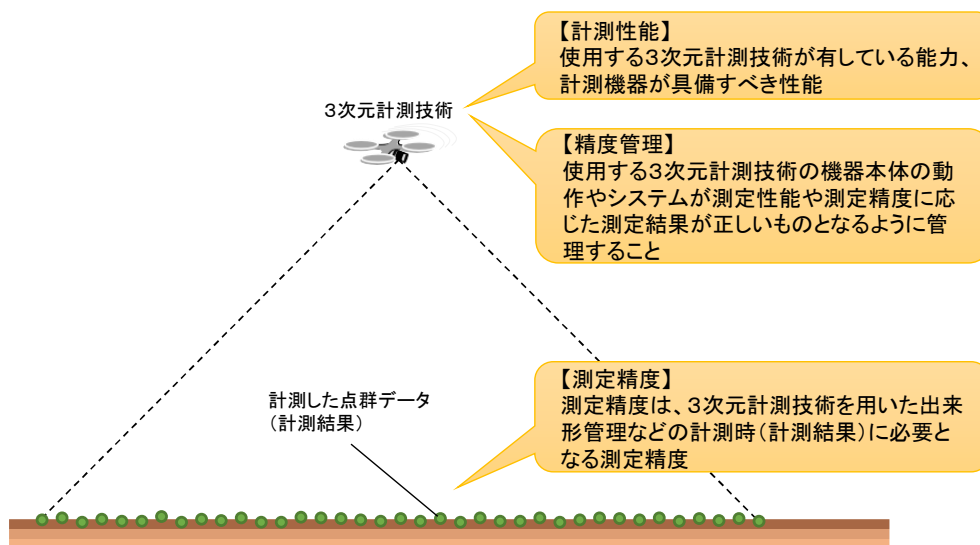 【計測性能】
使用する3次元計測技術が有している能力、
計測機器が具備すべき性能
3次元計測技術
【精度管理】
使用する3次元計測技術の機器本体の動
作やシステムが測定性能や測定精度に応
じた測定結果が正しいものとなるように管
理すること
【測定精度】
測定精度は、3次元計測技術を用いた出来
形管理などの計測時(計測結果)に必要と
なる測定精度
計測した点群データ
(計測結果)